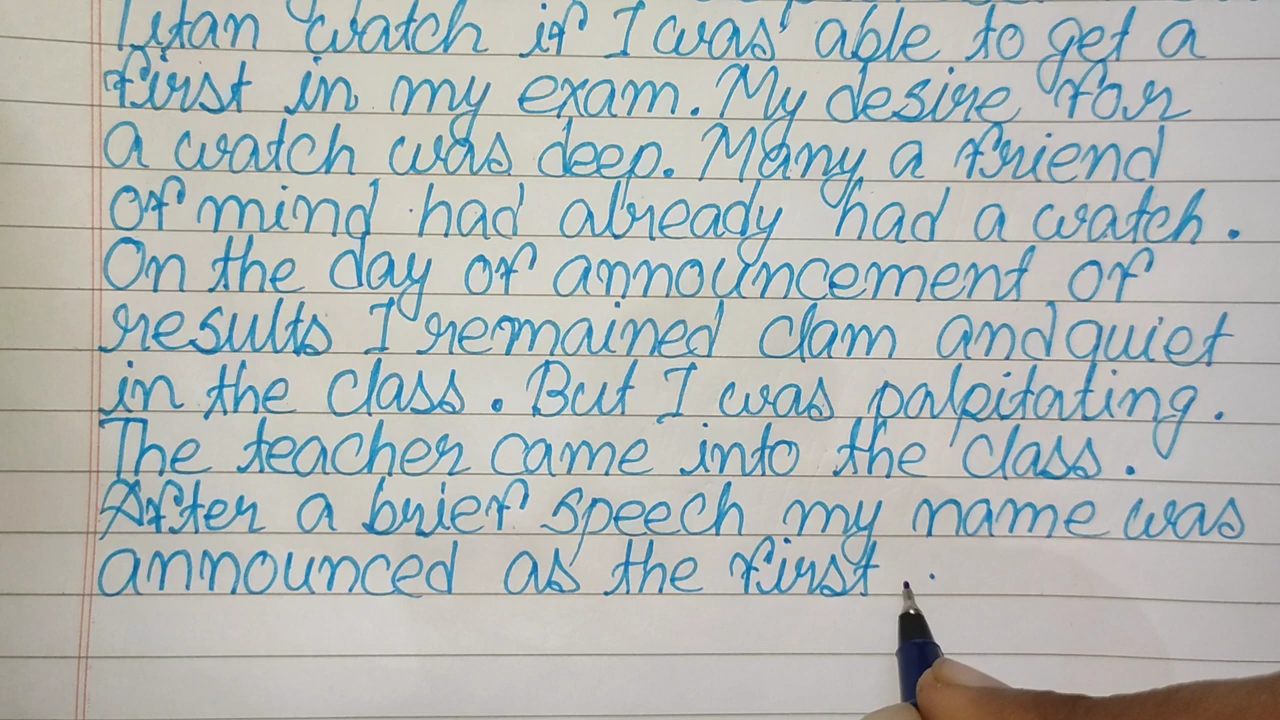 Titan watch if I was able to get a
first in my exam. My desire for
a watch was deep. Many a friend
of mind had already had a watch.
On the day of announcement of
results I remained clam and quiet
in the class. But I was palpitating.
The teacher came into the class.
After a brief speech my name was
announced as the first